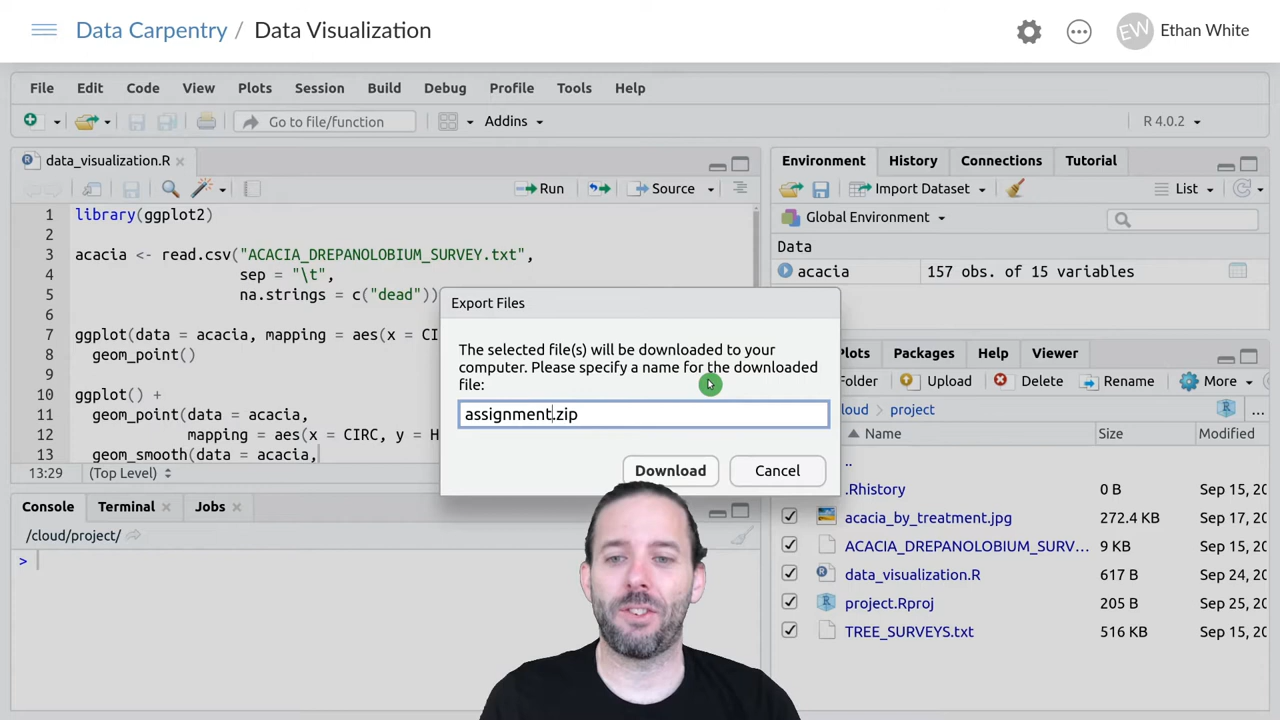 Data Carpentry / Data Visualization
EW Ethan White
File Edit Code View Plots Session Build Debug Profile Tools Help
Go to file/function Addins R 4.0.2
data_visualization.R
Run Source
1 library(ggplot2)
2
3 acacia <- read.csv("ACACIA_DREPANOLOBIUM_SURVEY.txt",
4 sep = "\t",
5 na.strings = c("dead"))
6
7 ggplot(data = acacia, mapping = aes(x = CI
8 geom_point()
9
10 ggplot() +
11 geom_point(data = acacia,
12 mapping = aes(x = CIRC, y = H
13 geom_smooth(data = acacia,
13:29 (Top Level)
Console Terminal Jobs
/cloud/project/
>
Export Files
The selected file(s) will be downloaded to your
computer. Please specify a name for the downloaded
file:
assignment.zip
Download Cancel
Environment History Connections Tutorial
Import Dataset List
Global Environment
Data
acacia 157 obs. of 15 variables
Plots Packages Help Viewer
Folder Upload Delete Rename More
loud project ...
Name Size Modified
..
.Rhistory 0 B Sep 15, 20
acacia_by_treatment.jpg 272.4 KB Sep 17, 20
ACACIA_DREPANOLOBIUM_SURV... 9 KB Sep 15, 20
data_visualization.R 617 B Sep 24, 20
project.Rproj 205 B Sep 25, 20
TREE_SURVEYS.txt 516 KB Sep 15, 20